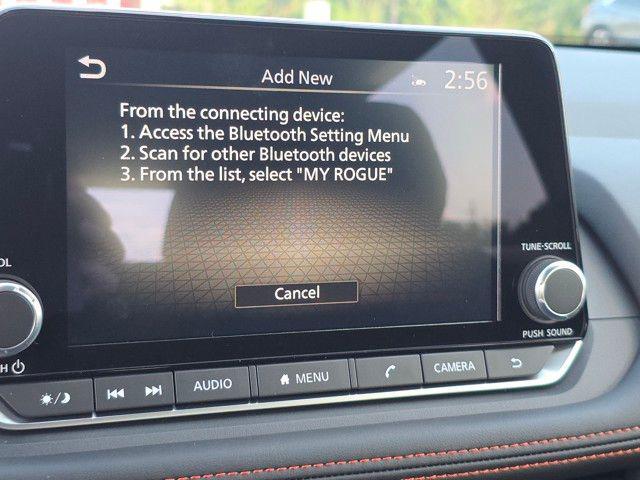 Add New
2:56
From the connecting device:
1. Access the Bluetooth Setting Menu
2. Scan for other Bluetooth devices
3. From the list, select "MY ROGUE"
Cancel
TUNE·SCROLL
PUSH SOUND
OL
H
AUDIO
MENU
CAMERA